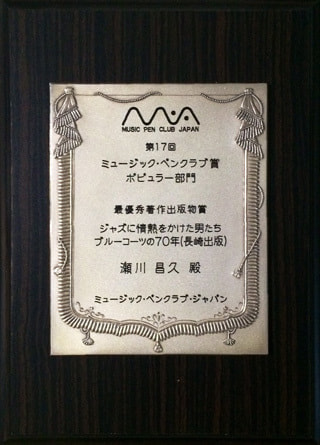 MUSIC PEN CLUB JAPAN
第17回
ミュージック・ペンクラブ賞
ポピュラー部門
最優秀著作出版物賞
ジャズに情熱をかけた男たち
ブルーコーツの70年(長崎出版)
瀬川 昌久 殿
ミュージック・ペンクラブ・ジャパン